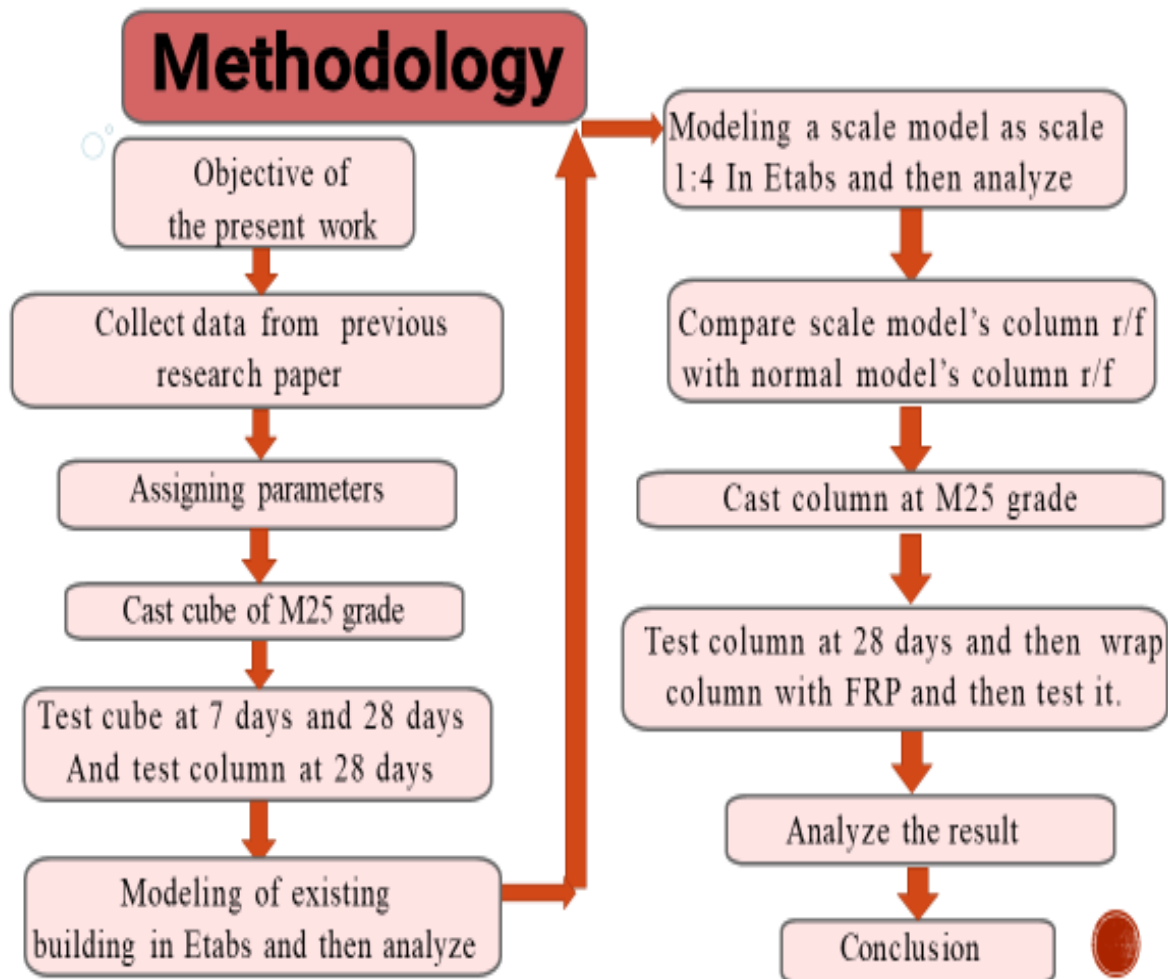 Methodology
Objective of
the present work
Collect data from previous
research paper
Assigning parameters
Cast cube of M25 grade
Test cube at 7 days and 28 days
And test column at 28 days
Modeling of existing
building in Etabs and then analyze
Modeling a scale model as scale
1:4 In Etabs and then analyze
Compare scale model’s column r/f
with normal model’s column r/f
Cast column at M25 grade
Test column at 28 days and then wrap
column with FRP and then test it.
Analyze the result
Conclusion